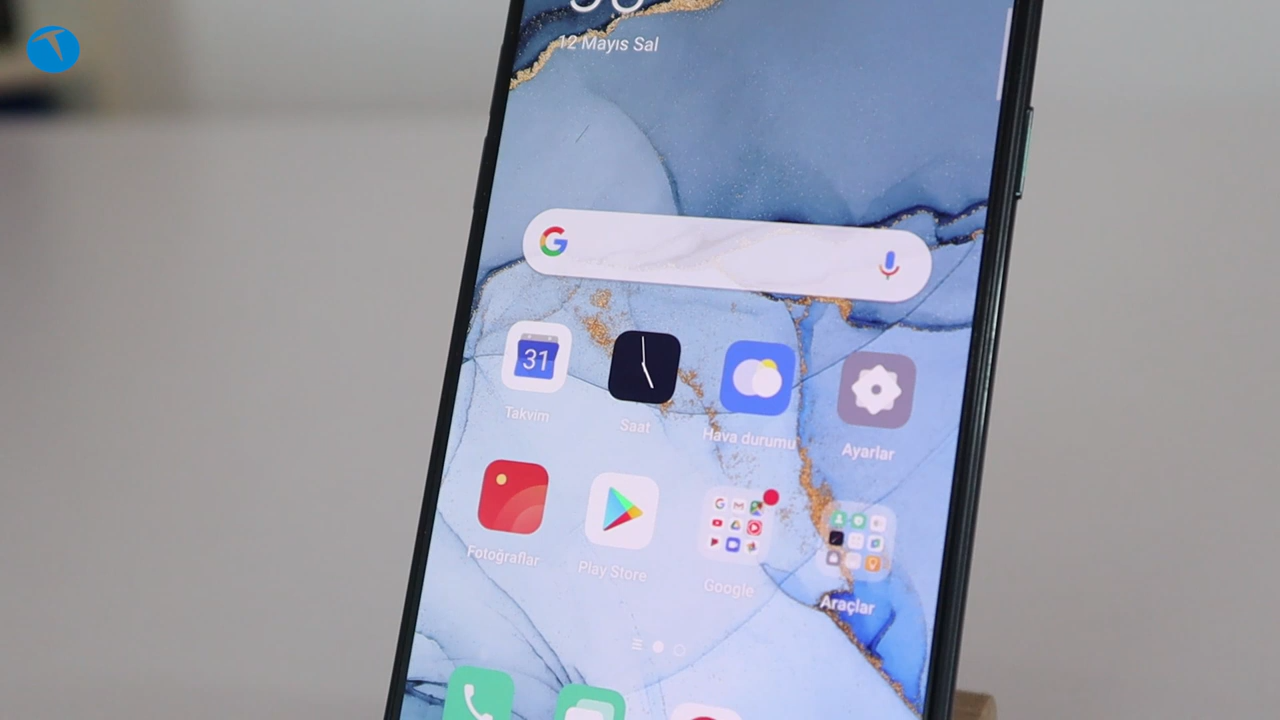 12 Mayıs Sal
G
31
Takvim
Saat
Hava durumu
Ayarlar
Fotoğraflar
Play Store
Google
Araçlar